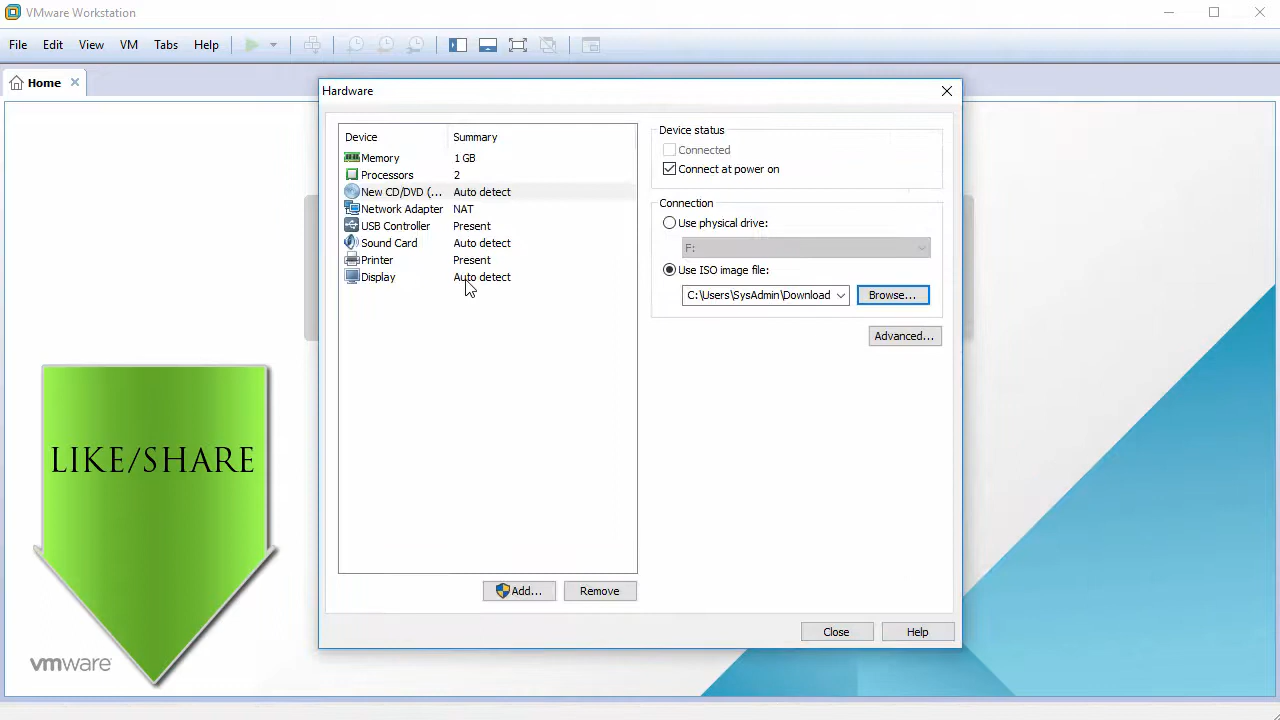 VMware Workstation
File Edit View VM Tabs Help
Home
Hardware
Device Summary
Memory 1 GB
Processors 2
New CD/DVD (... Auto detect
Network Adapter NAT
USB Controller Present
Sound Card Auto detect
Printer Present
Display Auto detect
Add... Remove
Device status
Connected
Connect at power on
Connection
Use physical drive:
F:
Use ISO image file:
C:\Users\SysAdmin\Download Browse...
Advanced...
Close Help
LIKE/SHARE
vmware